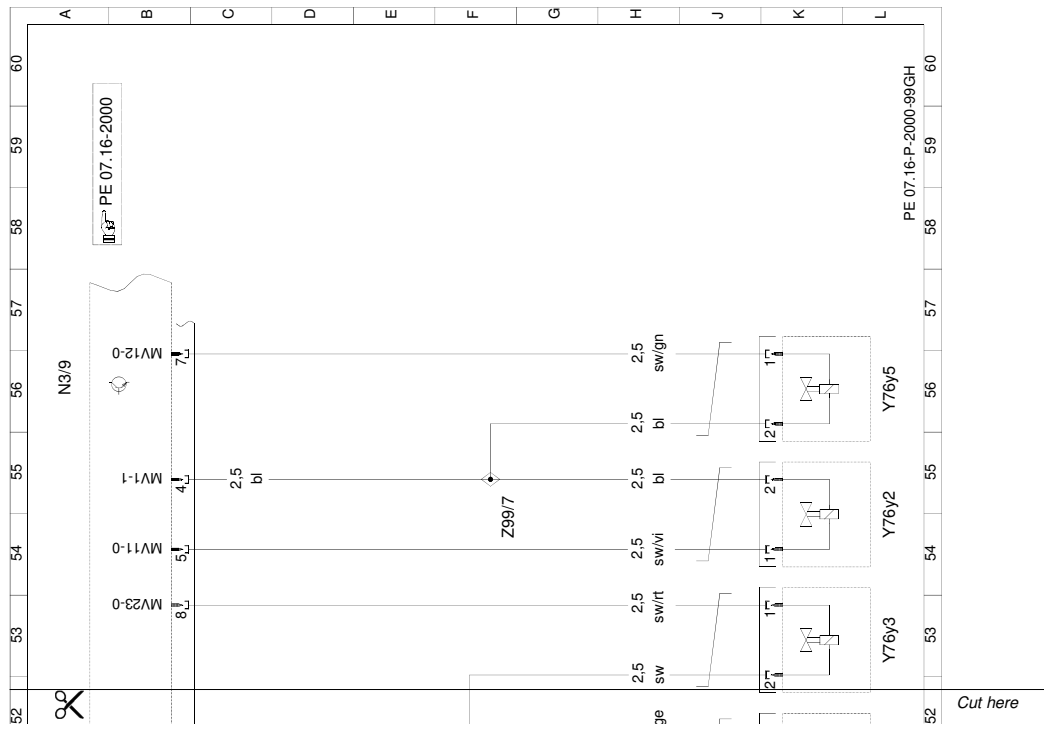 A B C D E F G H J K L
60 60
PE 07.16-2000
PE 07.16-P-2000-99GH
59 59
58 58
57 57
MV12-0 7 2,5 sw/gn 1
N3/9
56 56
Y76y5
2,5 bl 2
55 55
MV1-1 4 2,5 bl 2,5 bl 2
Z99/7
Y76y2
54 54
MV11-0 5 2,5 sw/vi 1
MV23-0 8 2,5 sw/rt 1
53 53
Y76y3
2,5 sw 2
Cut here
52 52
ge